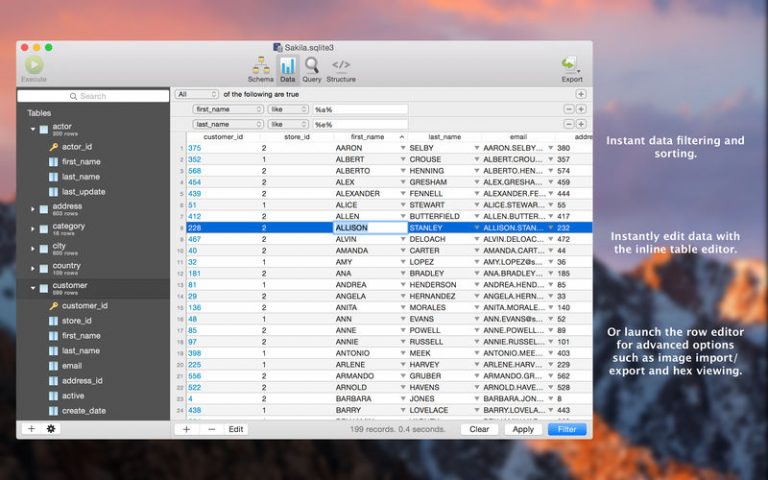 Sakila.sqlite3
Execute
Schema Data Query Structure Export
Search
All of the following are true
first_name like %a%
last_name like %e%
Tables
actor
200 rows
actor_id
first_name
last_name
last_update
address
603 rows
category
16 rows
city
600 rows
country
109 rows
customer
599 rows
customer_id
store_id
first_name
last_name
email
address_id
active
create_date
customer_id store_id first_name last_name email addre
1 375 2 AARON SELBY AARON.SELBY... 380
2 352 1 ALBERT CROUSE ALBERT.CROU... 357
3 568 2 ALBERTO HENNING ALBERTO.HEN... 574
4 454 2 ALEX GRESHAM ALEX.GRESHA... 459
5 439 2 ALEXANDER FENNELL ALEXANDER.FE... 444
6 51 1 ALICE STEWART ALICE.STEWAR... 55
7 412 2 ALLEN BUTTERFIELD ALLEN.BUTTER... 417
8 228 2 ALLISON STANLEY ALLISON.STAN... 232
9 467 2 ALVIN DELOACH ALVIN.DELOAC... 472
10 40 2 AMANDA CARTER AMANDA.CART... 44
11 32 1 AMY LOPEZ AMY.LOPEZ@s... 36
12 181 2 ANA BRADLEY ANA.BRADLEY... 185
13 81 1 ANDREA HENDERSON ANDREA.HEND... 85
14 29 2 ANGELA HERNANDEZ ANGELA.HERN... 33
15 136 2 ANITA MORALES ANITA.MORALE... 140
16 48 1 ANN EVANS ANN.EVANS@s... 52
17 85 2 ANNE POWELL ANNE.POWELL... 89
18 97 2 ANNIE RUSSELL ANNIE.RUSSEL... 101
19 398 1 ANTONIO MEEK ANTONIO.MEE... 403
20 225 1 ARLENE HARVEY ARLENE.HARV... 229
21 556 2 ARMANDO GRUBER ARMANDO.GR... 562
22 522 2 ARNOLD HAVENS ARNOLD.HAVE... 528
23 4 2 BARBARA JONES BARBARA.JON... 8
24 438 1 BARRY LOVELACE BARRY.LOVELA... 443
Edit 199 records. 0.4 seconds. Clear Apply Filter
Instant data filtering and
sorting.
Instantly edit data with
the inline table editor.
Or launch the row editor
for advanced options
such as image import/
export and hex viewing.